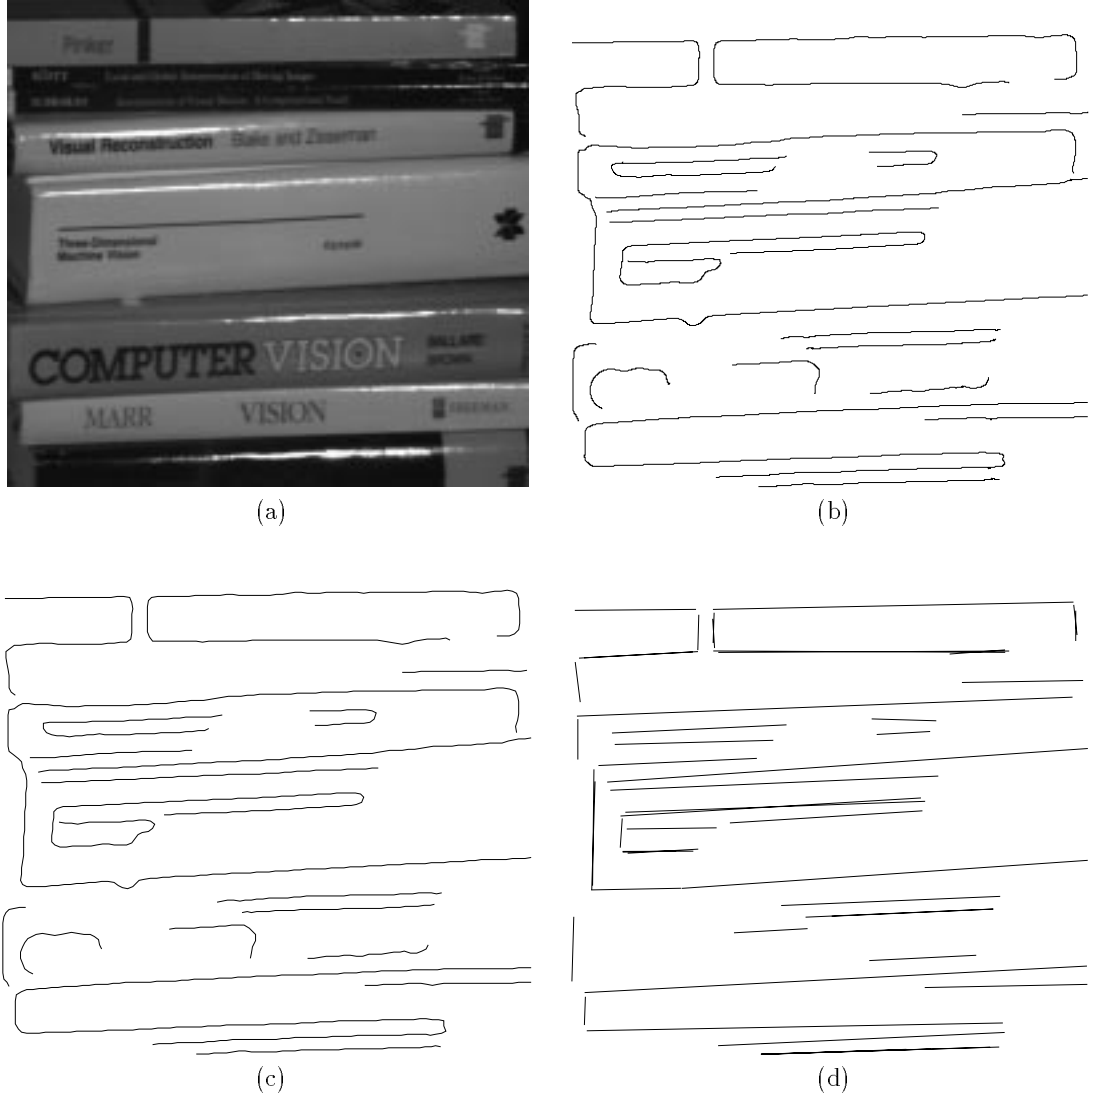 Pinker
Visual Reconstruction Blake and Zisserman
Three-Dimensional
Machine Vision
COMPUTER VISION BALLARD
BROWN
MARR VISION FREEMAN
(a)
(b)
(c)
(d)